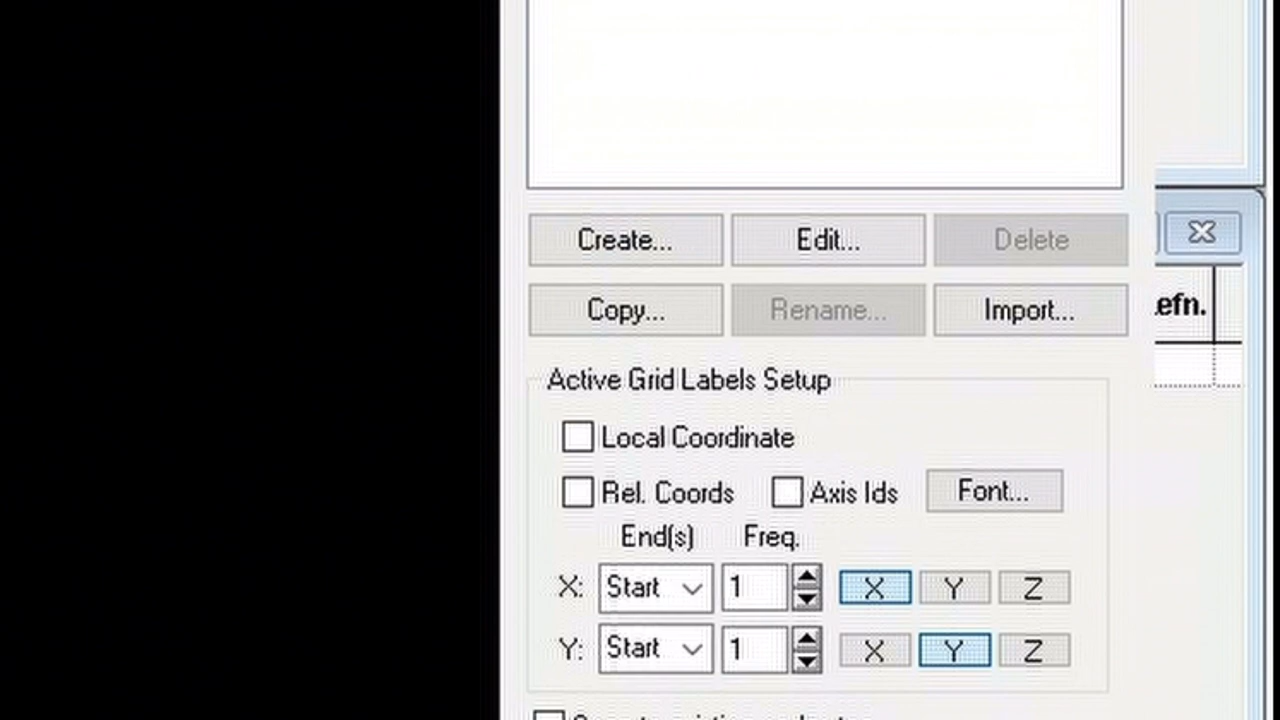 Create... Edit... Delete
Copy... Rename... Import... efn.
Active Grid Labels Setup
Local Coordinate
Rel. Coords Axis Ids Font...
End(s) Freq.
X: Start 1 X Y Z
Y: Start 1 X Y Z